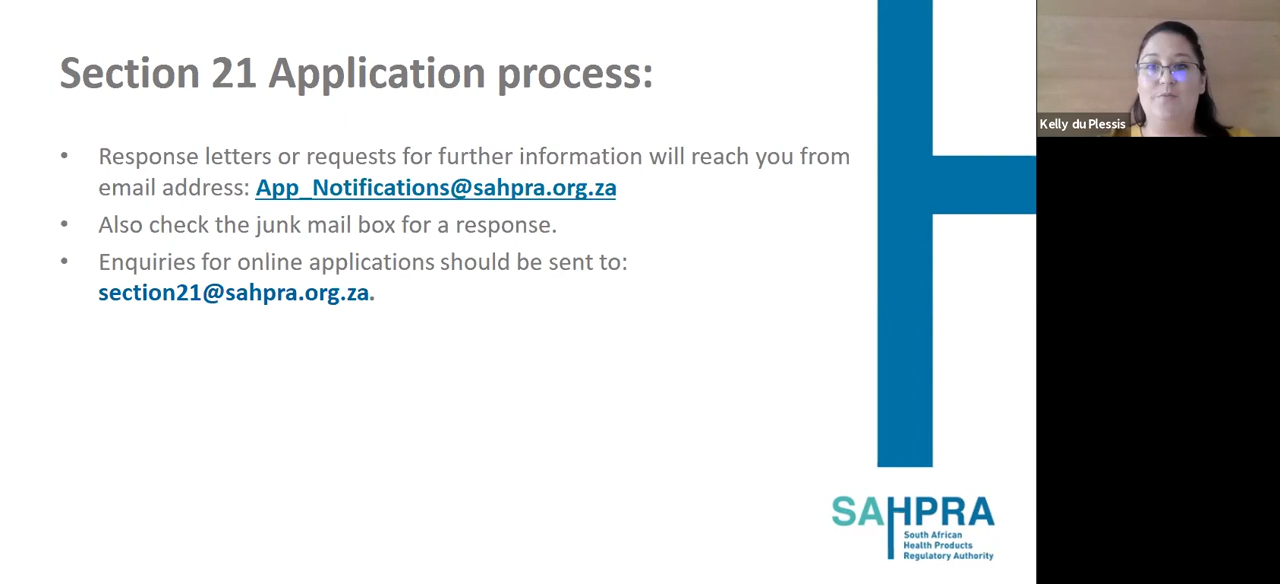 Section 21 Application process:
• Response letters or requests for further information will reach you from
email address: App_Notifications@sahpra.org.za
• Also check the junk mail box for a response.
• Enquiries for online applications should be sent to:
section21@sahpra.org.za.
Kelly du Plessis
SAHPRA
South African
Health Products
Regulatory Authority